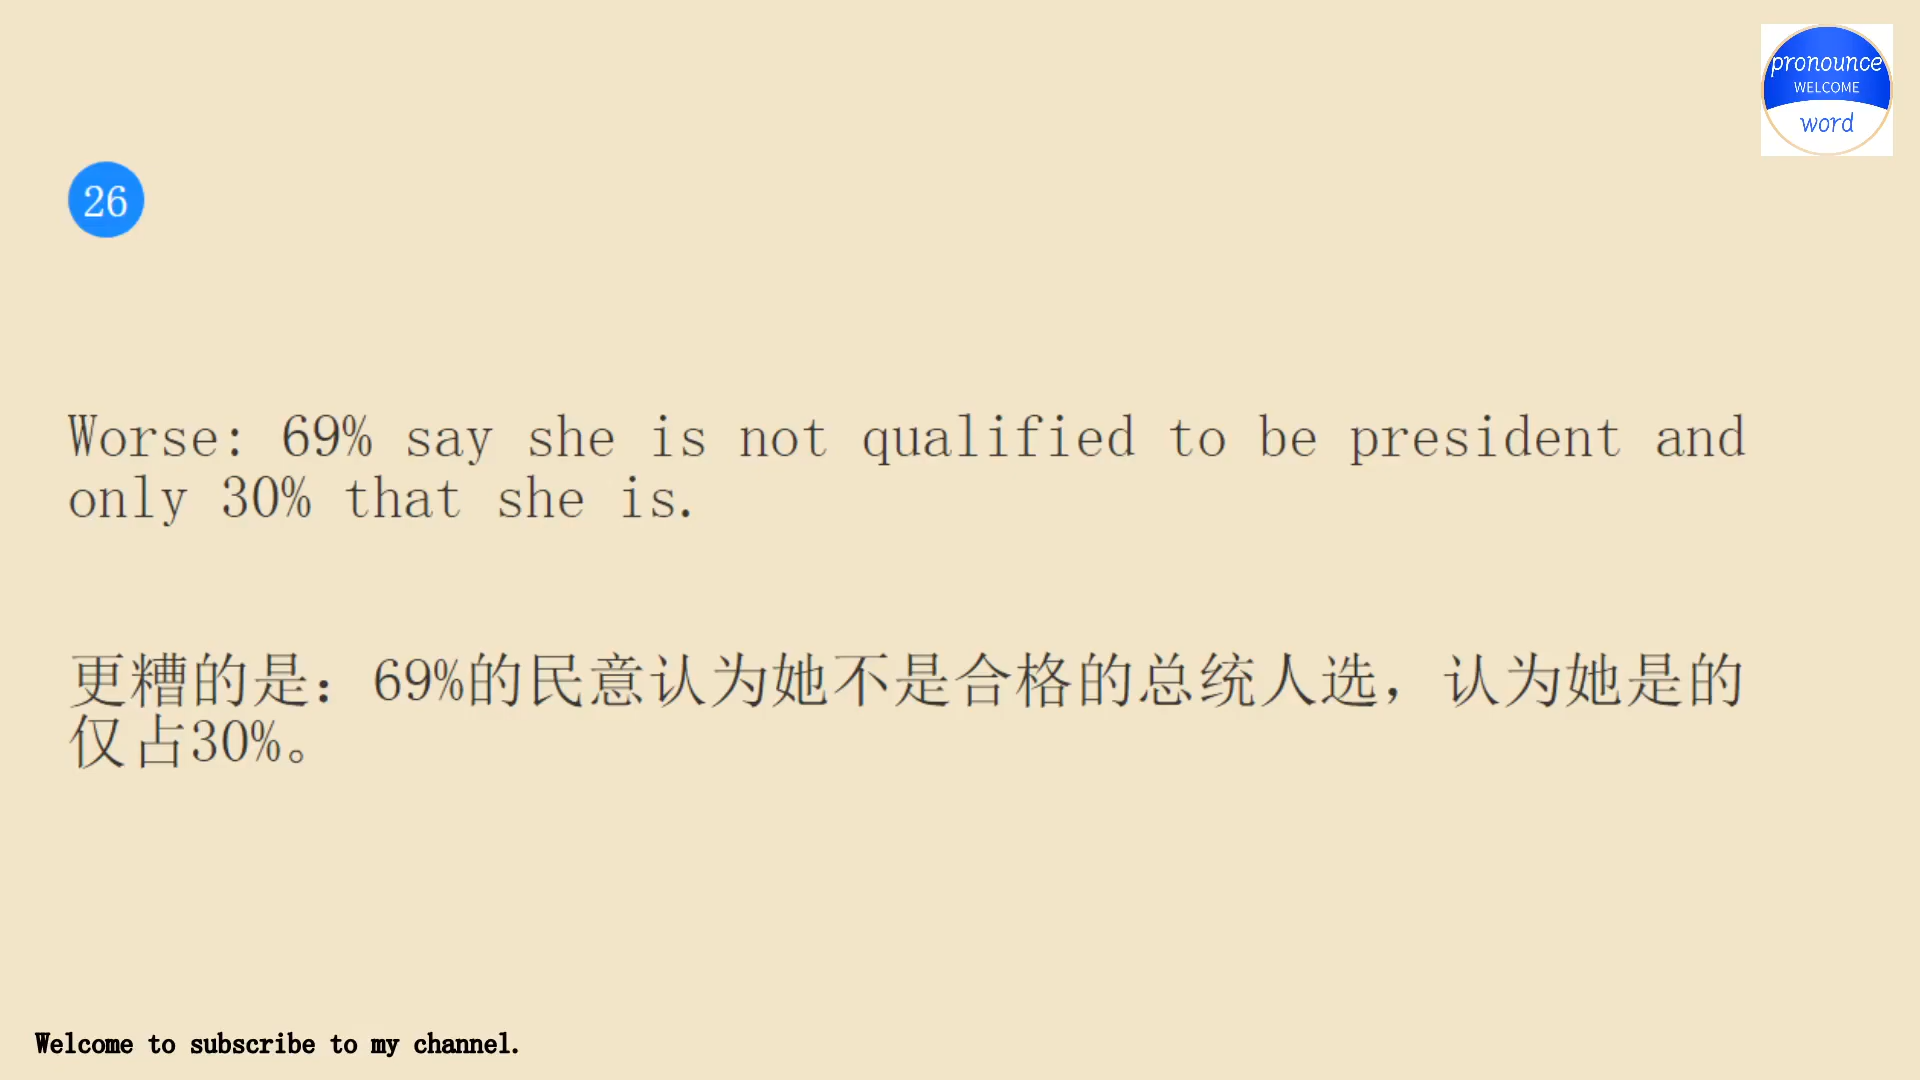 pronounce
WELCOME
word
26
Worse: 69% say she is not qualified to be president and
only 30% that she is.
更糟的是：69%的民意认为她不是合格的总统人选，认为她是的
仅占30%。
Welcome to subscribe to my channel.